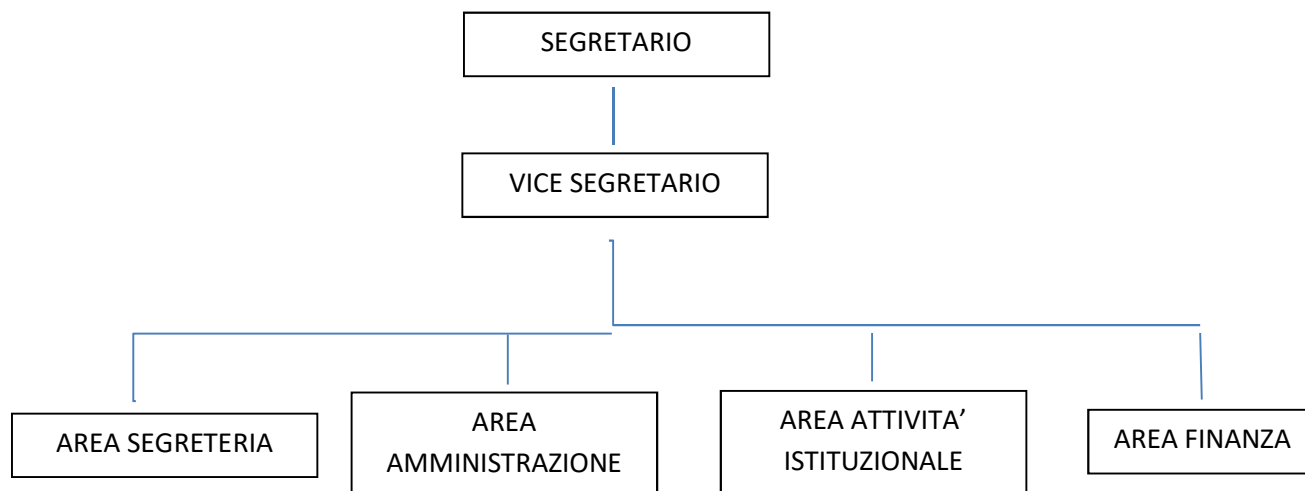 SEGRETARIO
VICE SEGRETARIO
AREA SEGRETERIA
AREA
AMMINISTRAZIONE
AREA ATTIVITA’
ISTITUZIONALE
AREA FINANZA